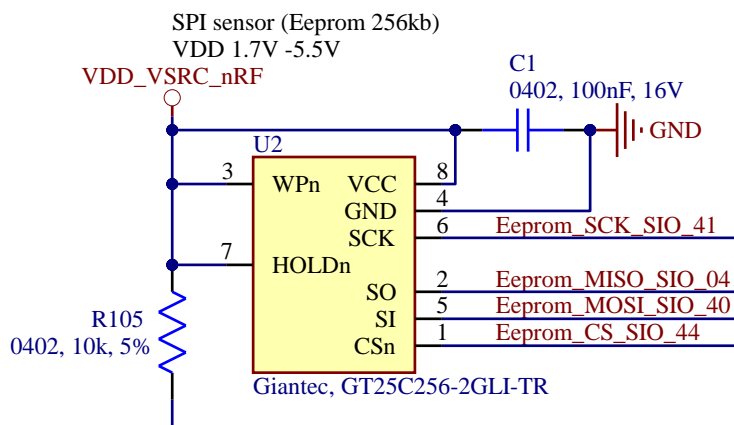 SPI sensor (Eeprom 256kb)
VDD 1.7V -5.5V
VDD_VSRC_nRF
C1
0402, 100nF, 16V
GND
U2
3 WPn VCC 8
GND 4
SCK 6 Eeprom_SCK_SIO_41
7 HOLDn
SO 2 Eeprom_MISO_SIO_04
SI 5 Eeprom_MOSI_SIO_40
CSn 1 Eeprom_CS_SIO_44
R105
0402, 10k, 5%
Giantec, GT25C256-2GLI-TR